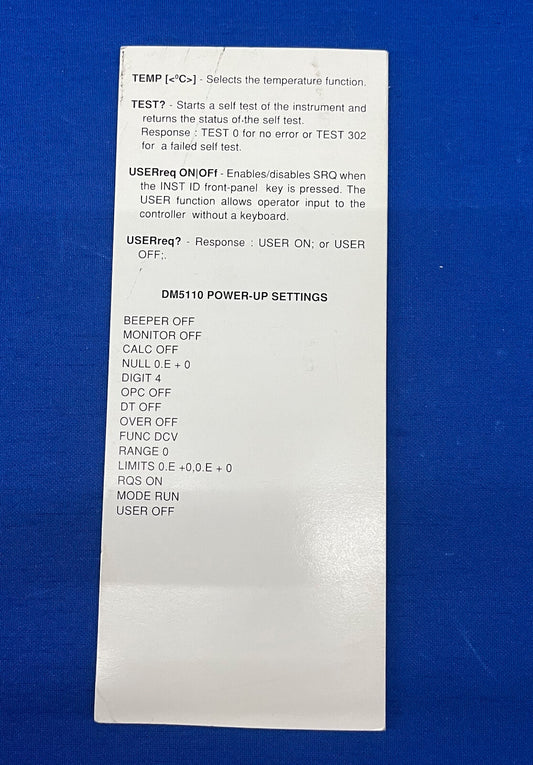 TEMP [<°C>] - Selects the temperature function.
TEST? - Starts a self test of the instrument and
returns the status of the self test.
Response : TEST 0 for no error or TEST 302
for a failed self test.
USERreq ON|OFf - Enables/disables SRQ when
the INST ID front-panel key is pressed. The
USER function allows operator input to the
controller without a keyboard.
USERreq? - Response : USER ON; or USER
OFF;.
DM5110 POWER-UP SETTINGS
BEEPER OFF
MONITOR OFF
CALC OFF
NULL 0.E + 0
DIGIT 4
OPC OFF
DT OFF
OVER OFF
FUNC DCV
RANGE 0
LIMITS 0.E +0,0.E + 0
RQS ON
MODE RUN
USER OFF